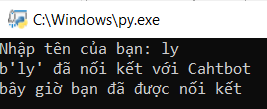 C:\Windows\py.exe
Nhập tên của bạn: ly
b'ly' đã nối kết với Cahtbot
bây giờ bạn đã được nối kết